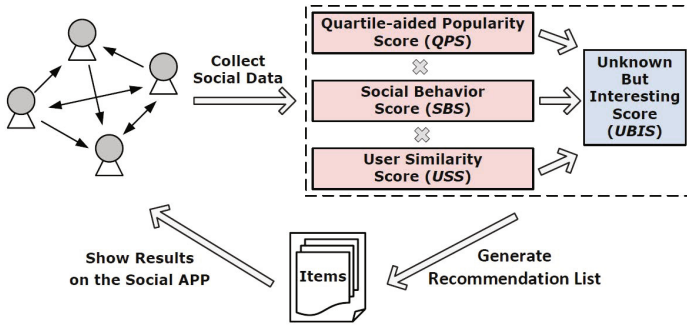 Collect
Social Data
Quartile-aided Popularity
Score (QPS)
Social Behavior
Score (SBS)
User Similarity
Score (USS)
Unknown
But
Interesting
Score
(UBIS)
Generate
Recommendation List
Items
Show Results
on the Social APP